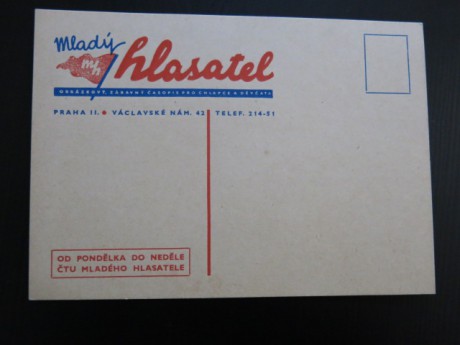 Mladý
mh
hlasatel
OBRÁZKOVÝ, ZÁBAVNÝ ČASOPIS PRO CHLAPCE A DĚVČATA
PRAHA II. • VÁCLAVSKÉ NÁM. 42 TELEF. 214-51
OD PONDĚLKA DO NEDĚLE
ČTU MLADÉHO HLASATELE